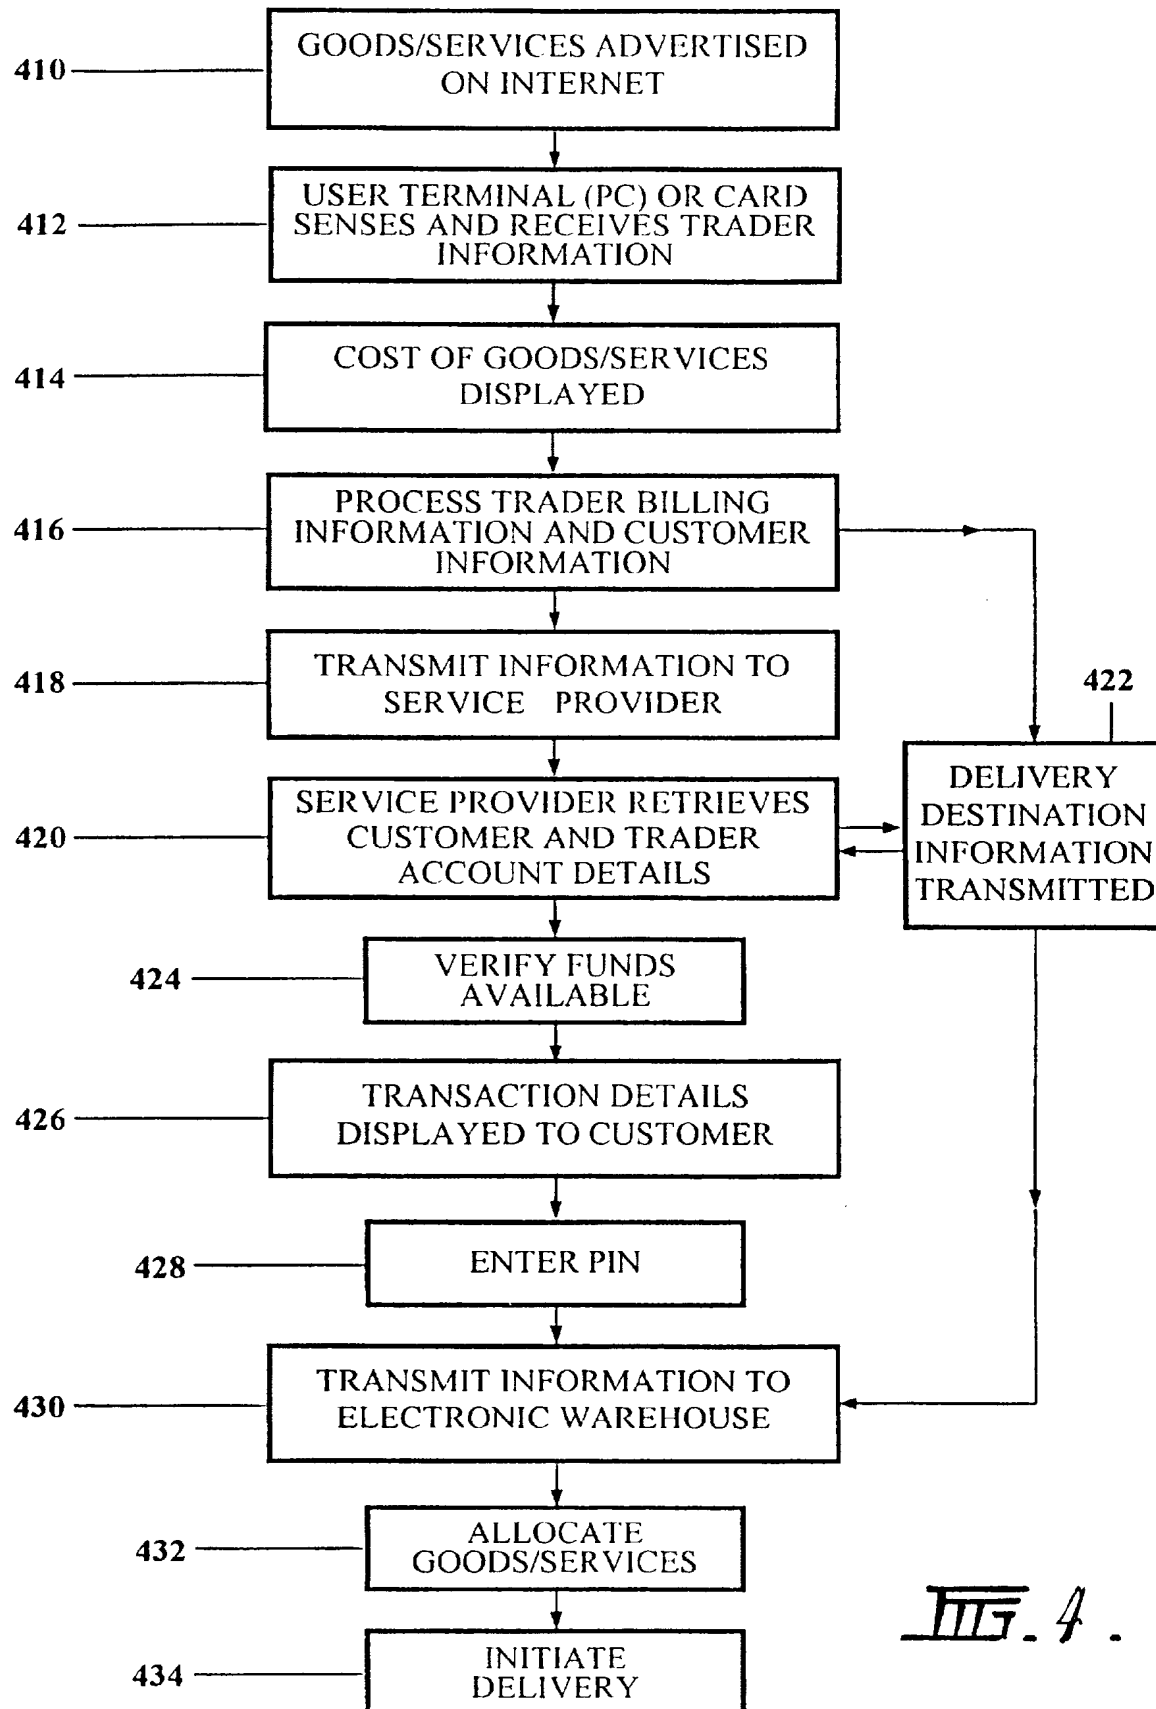 GOODS/SERVICES ADVERTISED
ON INTERNET
410
USER TERMINAL (PC) OR CARD
SENSES AND RECEIVES TRADER
INFORMATION
412
COST OF GOODS/SERVICES
DISPLAYED
414
PROCESS TRADER BILLING
INFORMATION AND CUSTOMER
INFORMATION
416
TRANSMIT INFORMATION TO
SERVICE PROVIDER
418
422
DELIVERY
DESTINATION
INFORMATION
TRANSMITTED
SERVICE PROVIDER RETRIEVES
CUSTOMER AND TRADER
ACCOUNT DETAILS
420
VERIFY FUNDS
AVAILABLE
424
TRANSACTION DETAILS
DISPLAYED TO CUSTOMER
426
ENTER PIN
428
TRANSMIT INFORMATION TO
ELECTRONIC WAREHOUSE
430
ALLOCATE
GOODS/SERVICES
432
INITIATE
DELIVERY
434
FIG. 4.